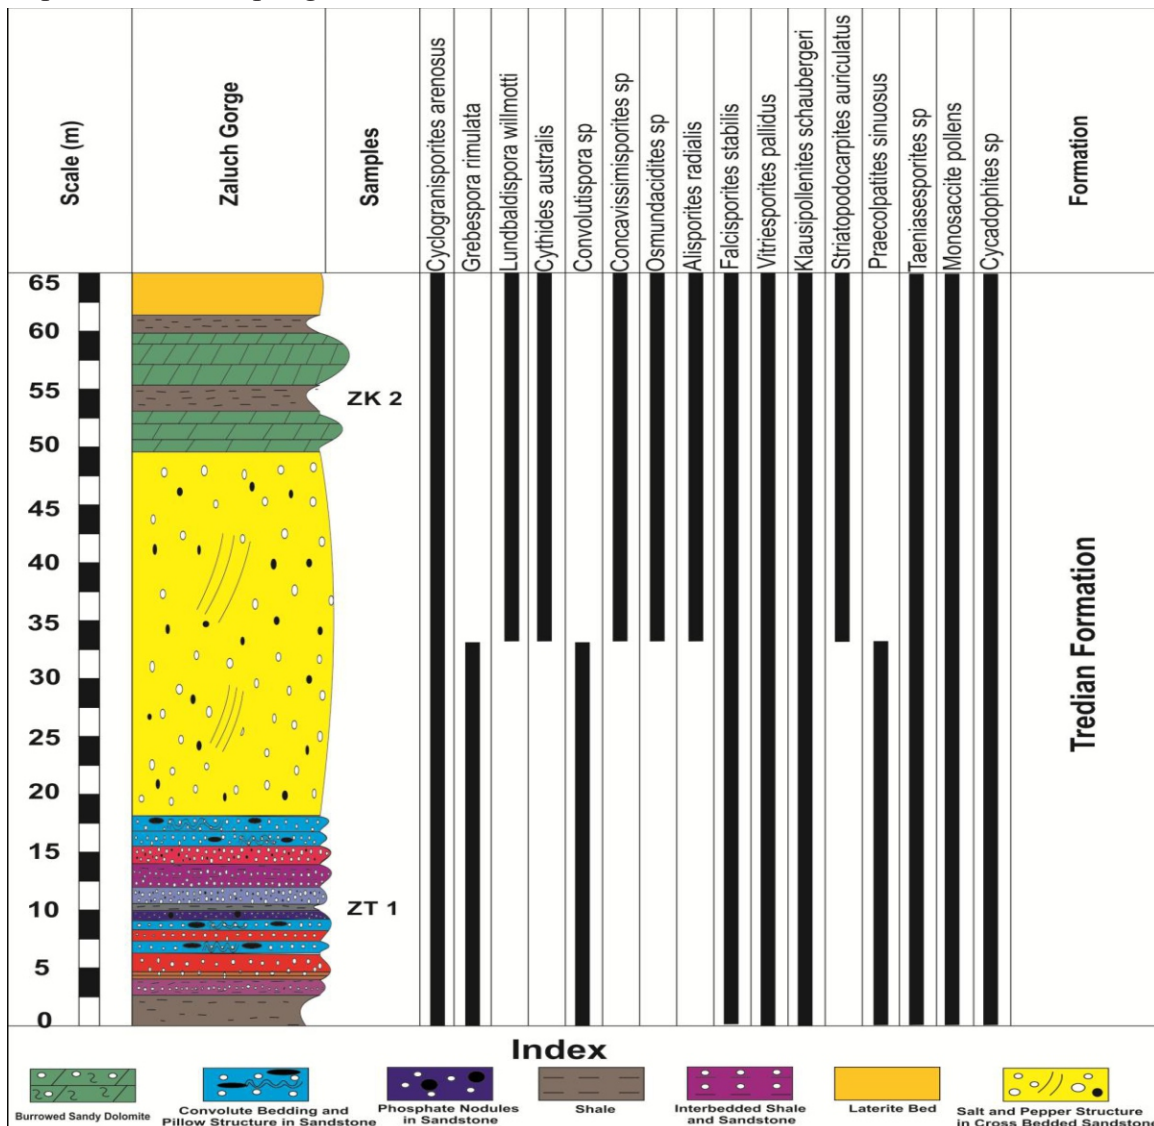 Scale (m)
Zaluch Gorge
Samples
Cyclogranisporites arenosus
Grebespora rimulata
Lundbaldispora willmotti
Cythides australis
Convolutispora sp
Concavissimisporites sp
Osmundacidites sp
Alisporites radialis
Falcisporites stabilis
Vitriesporites pallidus
Klausipollenites schaubergeri
Striatopodocarpites auriculatus
Praecolpatites sinuosus
Taeniasesporites sp
Monosaccite pollens
Cycadophites sp
Formation
65
60
55
ZK 2
50
45
40
35
30
25
20
15
10
ZT 1
5
0
Tredian Formation
Index
Burrowed Sandy Dolomite
Convolute Bedding and
Pillow Structure in Sandstone
Phosphate Nodules
in Sandstone
Shale
Interbedded Shale
and Sandstone
Laterite Bed
Salt and Pepper Structure
in Cross Bedded Sandstone